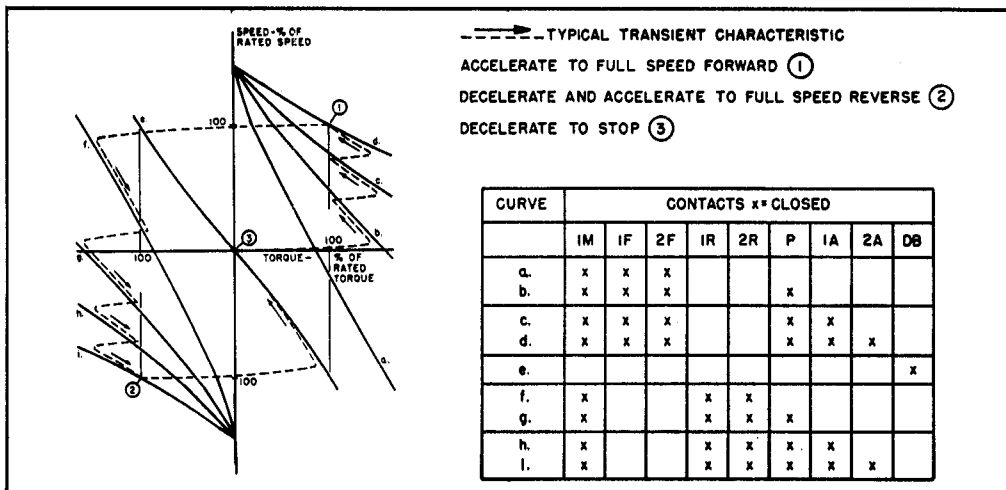 SPEED-% OF
RATED SPEED
TYPICAL TRANSIENT CHARACTERISTIC
ACCELERATE TO FULL SPEED FORWARD 1
DECELERATE AND ACCELERATE TO FULL SPEED REVERSE 2
DECELERATE TO STOP 3
1
e
100
f.
d.
c.
b.
3
100
TORQUE- % OF
RATED
TORQUE
100
g.
h.
i.
a.
100
2
CURVE CONTACTS x = CLOSED
1M 1F 2F 1R 2R P 1A 2A DB
a. x x x
b. x x x x
c. x x x x x
d. x x x x x x
e. x
f. x x x
g. x x x x
h. x x x x x
i. x x x x x x